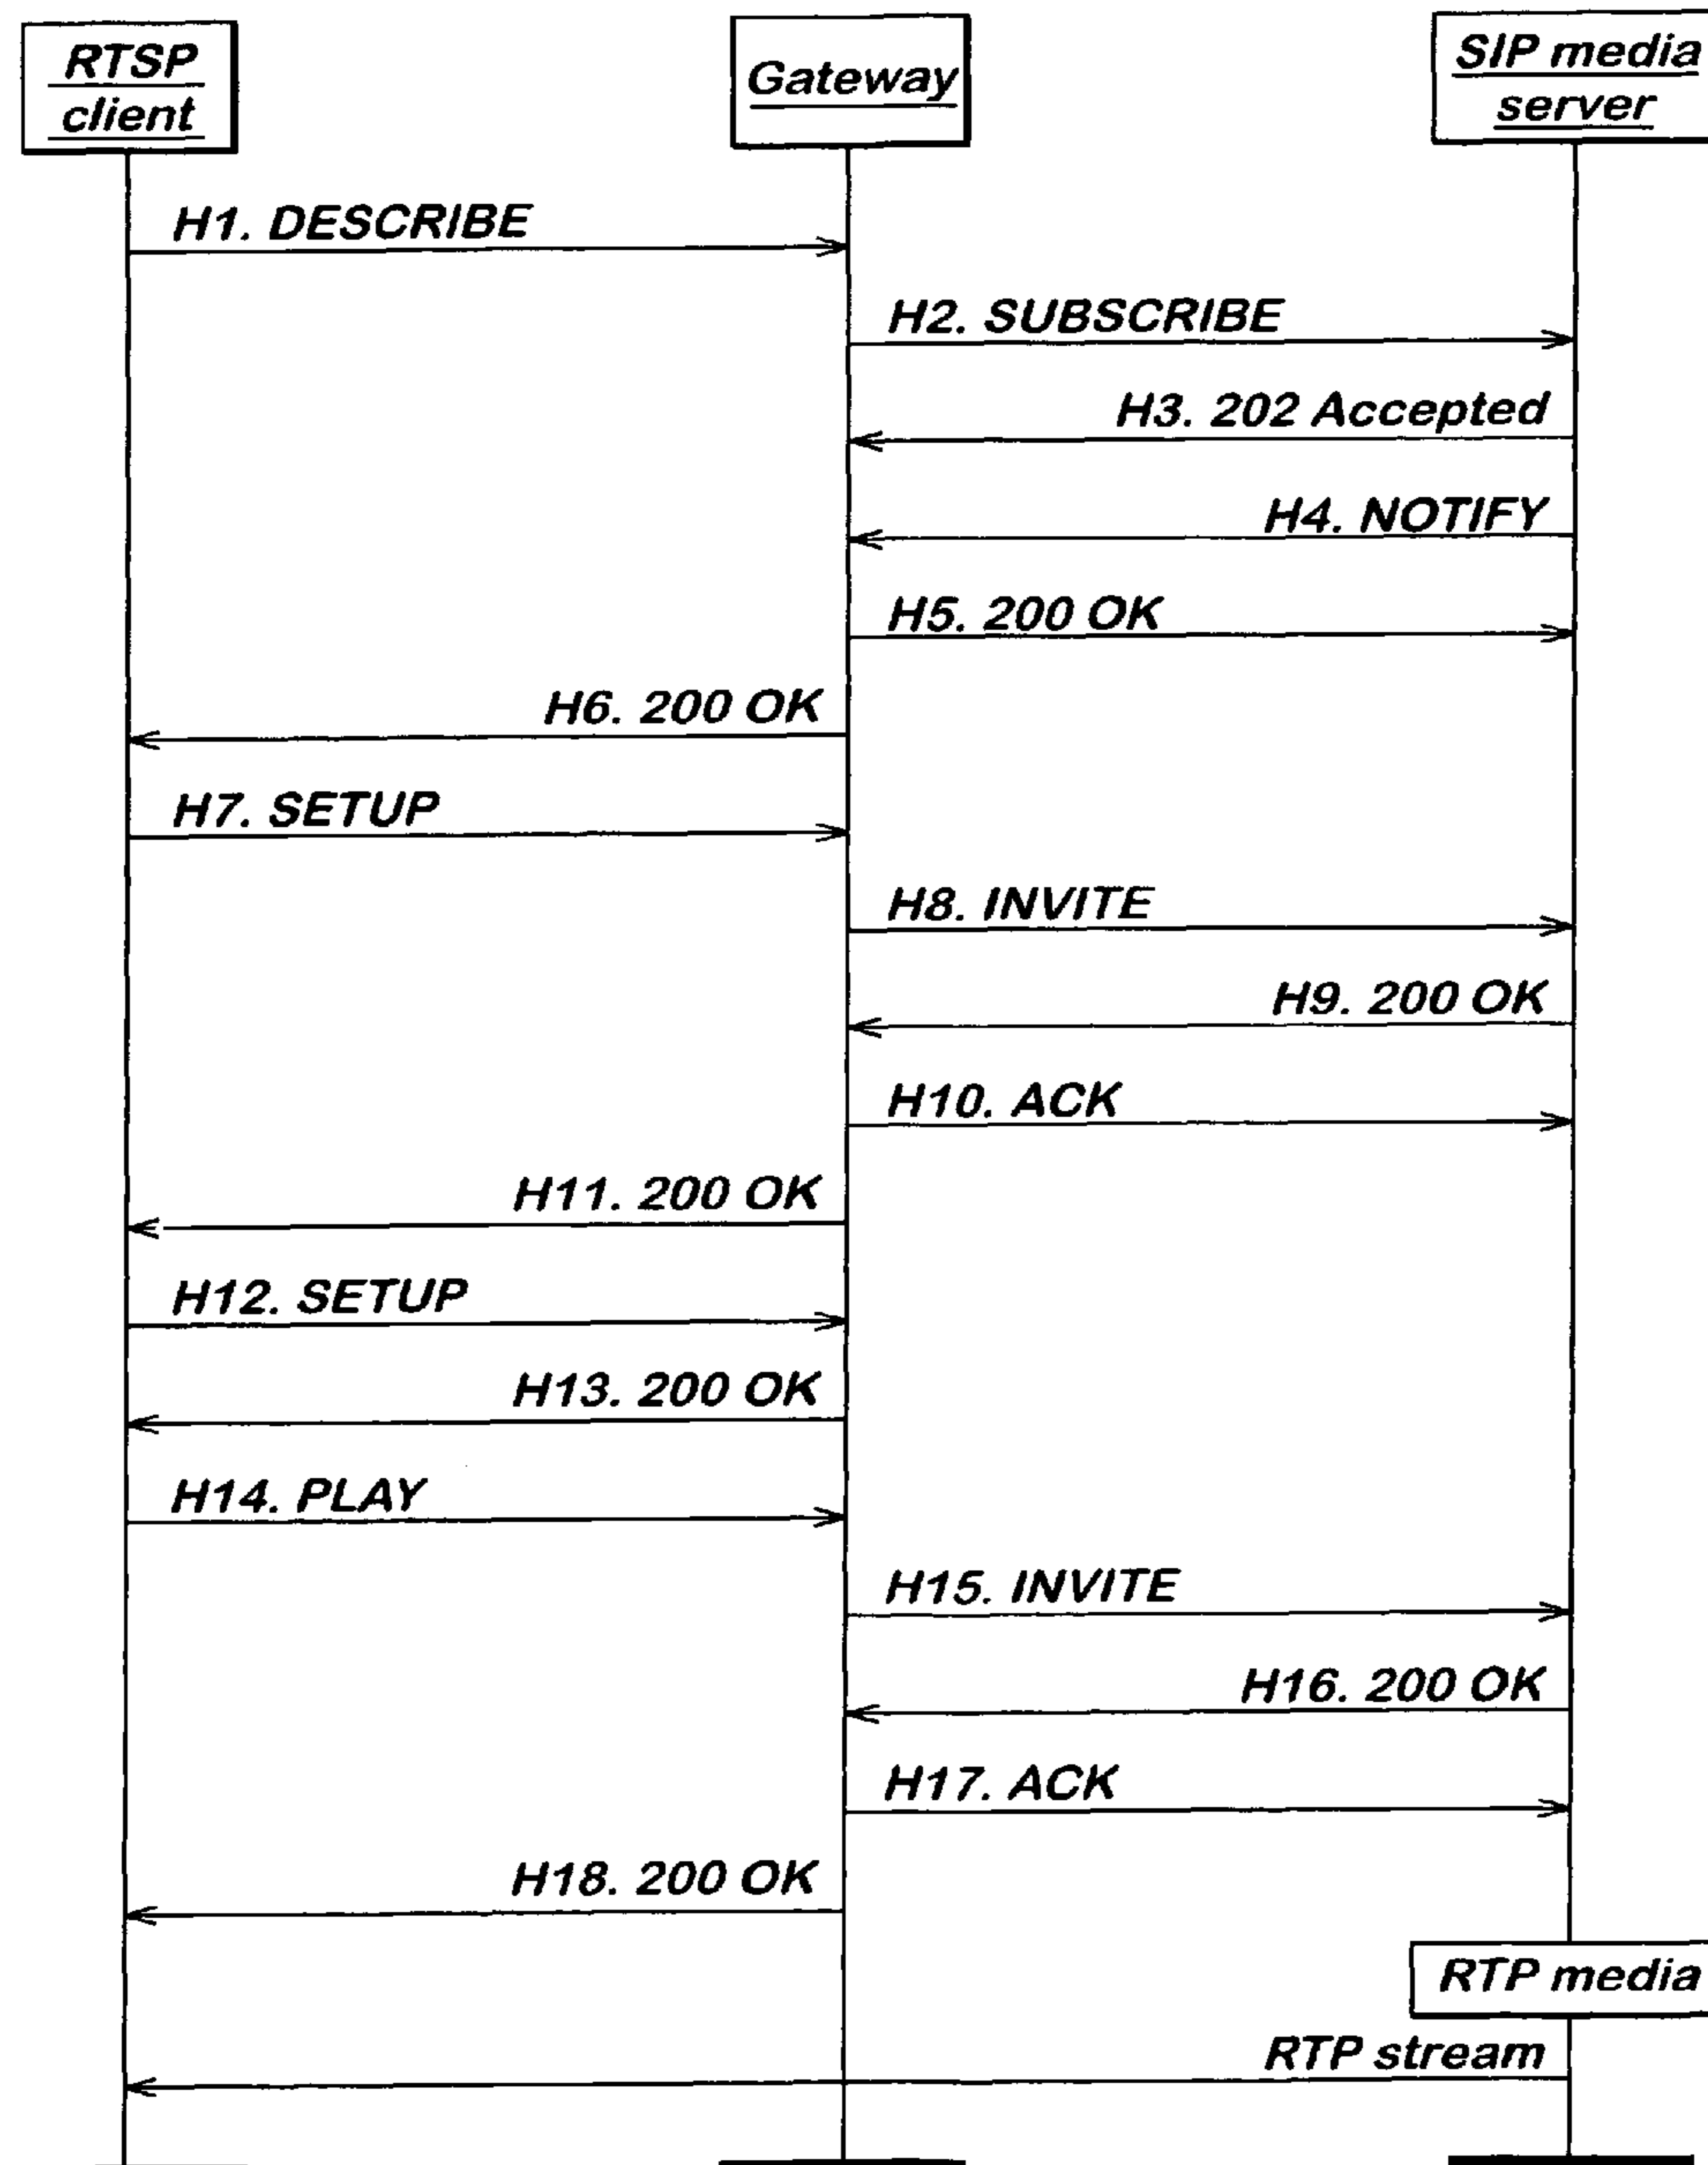 RTSP
client
Gateway
SIP media
server
H1. DESCRIBE
H2. SUBSCRIBE
H3. 202 Accepted
H4. NOTIFY
H5. 200 OK
H6. 200 OK
H7. SETUP
H8. INVITE
H9. 200 OK
H10. ACK
H11. 200 OK
H12. SETUP
H13. 200 OK
H14. PLAY
H15. INVITE
H16. 200 OK
H17. ACK
H18. 200 OK
RTP media
RTP stream